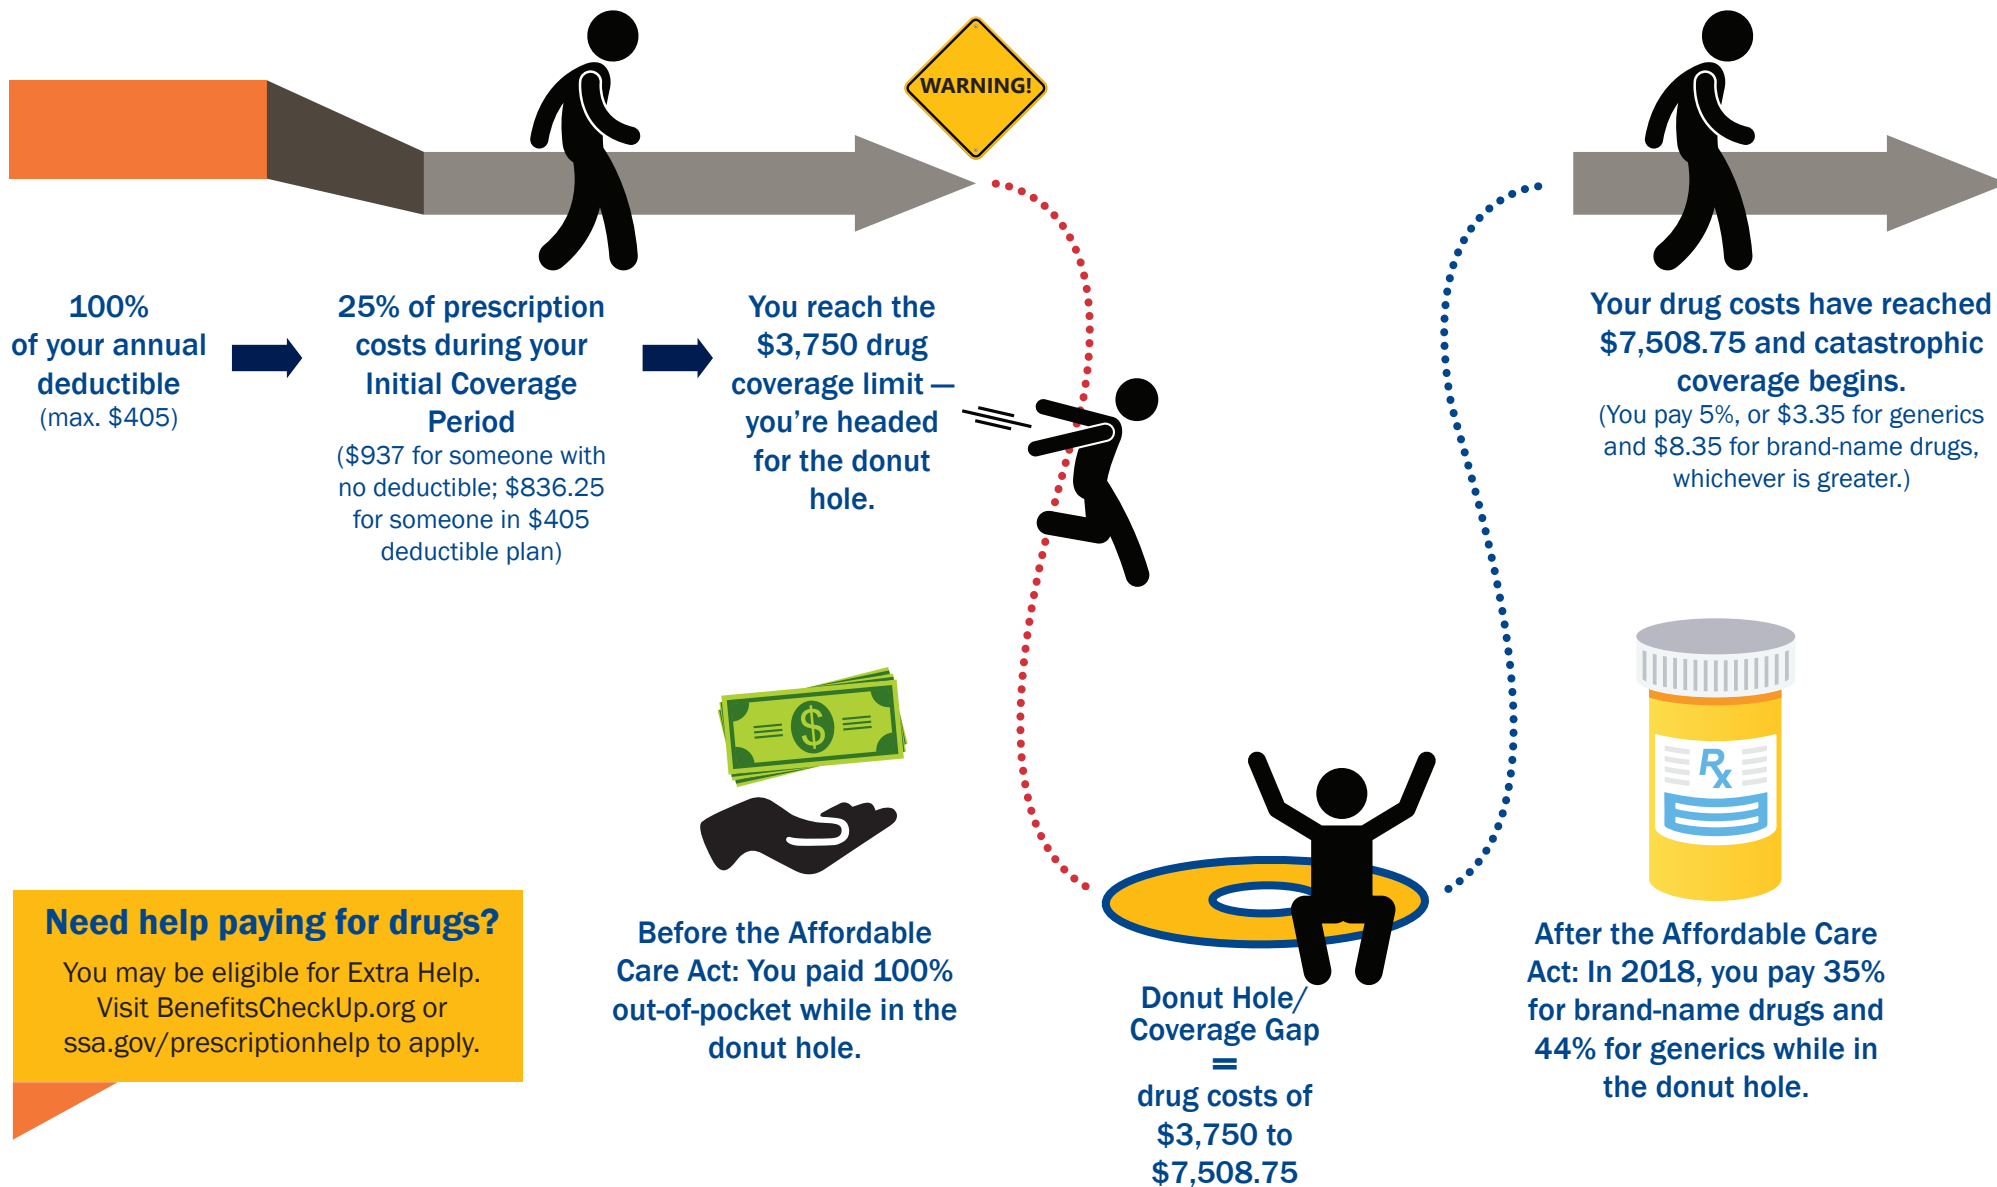 WARNING!
100%
of your annual
deductible
(max. $405)
25% of prescription
costs during your
Initial Coverage
Period
($937 for someone with
no deductible; $836.25
for someone in $405
deductible plan)
You reach the
$3,750 drug
coverage limit —
you’re headed
for the donut
hole.
Your drug costs have reached
$7,508.75 and catastrophic
coverage begins.
(You pay 5%, or $3.35 for generics
and $8.35 for brand-name drugs,
whichever is greater.)
$
Rx
Need help paying for drugs?
You may be eligible for Extra Help.
Visit BenefitsCheckUp.org or
ssa.gov/prescriptionhelp to apply.
Before the Affordable
Care Act: You paid 100%
out-of-pocket while in the
donut hole.
Donut Hole/
Coverage Gap
=
drug costs of
$3,750 to
$7,508.75
After the Affordable Care
Act: In 2018, you pay 35%
for brand-name drugs and
44% for generics while in
the donut hole.